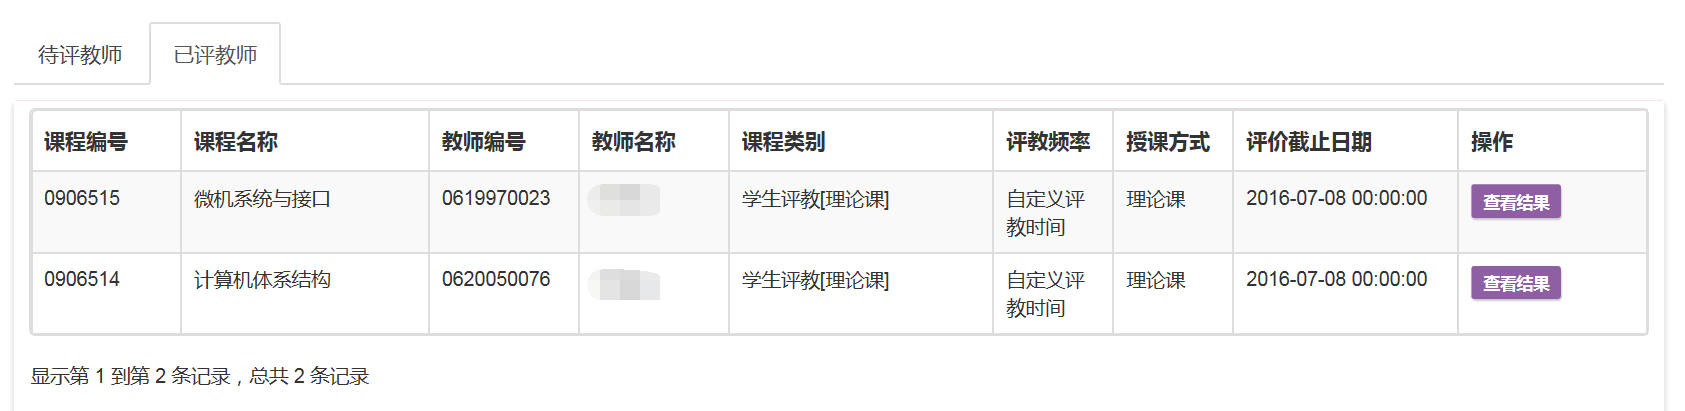 待评教师 已评教师
课程编号 课程名称 教师编号 教师名称 课程类别 评教频率 授课方式 评价截止日期 操作
0906515 微机系统与接口 0619970023 学生评教[理论课] 自定义评 理论课 2016-07-08 00:00:00 查看结果
教时间
0906514 计算机体系结构 0620050076 学生评教[理论课] 自定义评 理论课 2016-07-08 00:00:00 查看结果
教时间
显示第 1 到第 2 条记录，总共 2 条记录